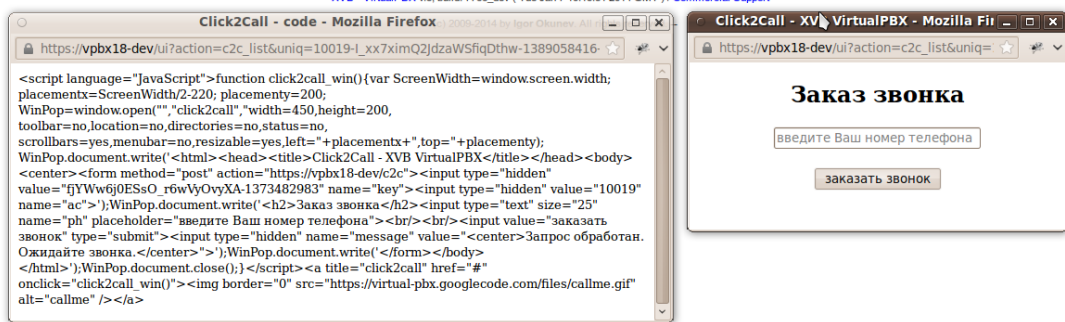 Click2Call - code - Mozilla Firefox
https://vpbx18-dev/ui?action=c2c_list&uniq=10019-I_xx7ximQ2JdzaWSfiqDthw-1389058416-
<script language="JavaScript">function click2call_win(){var ScreenWidth=window.screen.width;
placementx=ScreenWidth/2-220; placementy=200;
WinPop=window.open("","click2call","width=450,height=200,
toolbar=no,location=no,directories=no,status=no,
scrollbars=yes,menubar=no,resizable=yes,left="+placementx+",top="+placementy);
WinPop.document.write('<html><head><title>Click2Call - XVB VirtualPBX</title></head><body>
<center><form method="post" action="https://vpbx18-dev/c2c"><input type="hidden"
value="fjYWw6j0ESsO_r6wVyOvyXA-1373482983" name="key"><input type="hidden" value="10019"
name="ac">');WinPop.document.write('<h2>Заказ звонка</h2><input type="text" size="25"
name="ph" placeholder="введите Ваш номер телефона"><br/><br/><input value="заказать
звонок" type="submit"><input type="hidden" name="message" value="<center>Запрос обработан.
Ожидайте звонка.</center>">');WinPop.document.write('</form></body>
</html>');WinPop.document.close();}</script><a title="click2call" href="#"
onclick="click2call_win()"><img border="0" src="https://virtual-pbx.googlecode.com/files/callme.gif"
alt="callme" /></a>
Click2Call - XVB VirtualPBX - Mozilla Fir
https://vpbx18-dev/ui?action=c2c_list&uniq=
Заказ звонка
введите Ваш номер телефона
заказать звонок